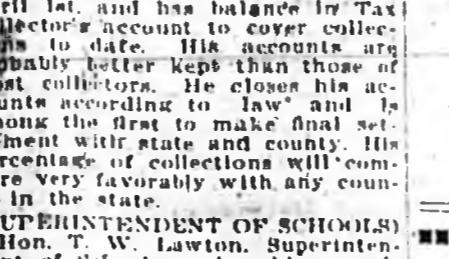 ril 1st. and has balance in Tax
llector's account to cover collec-
ns to date. His accounts are
obably better kept than those of
ost collectors. He closes his ac-
unts according to law and is
mong the first to make final set-
ment with state and county. His
rcentage of collections will com-
re very favorably with any coun-
in the state.
UPERINTENDENT OF SCHOOLS)
Hon. T. W. Lawton, Superinten-